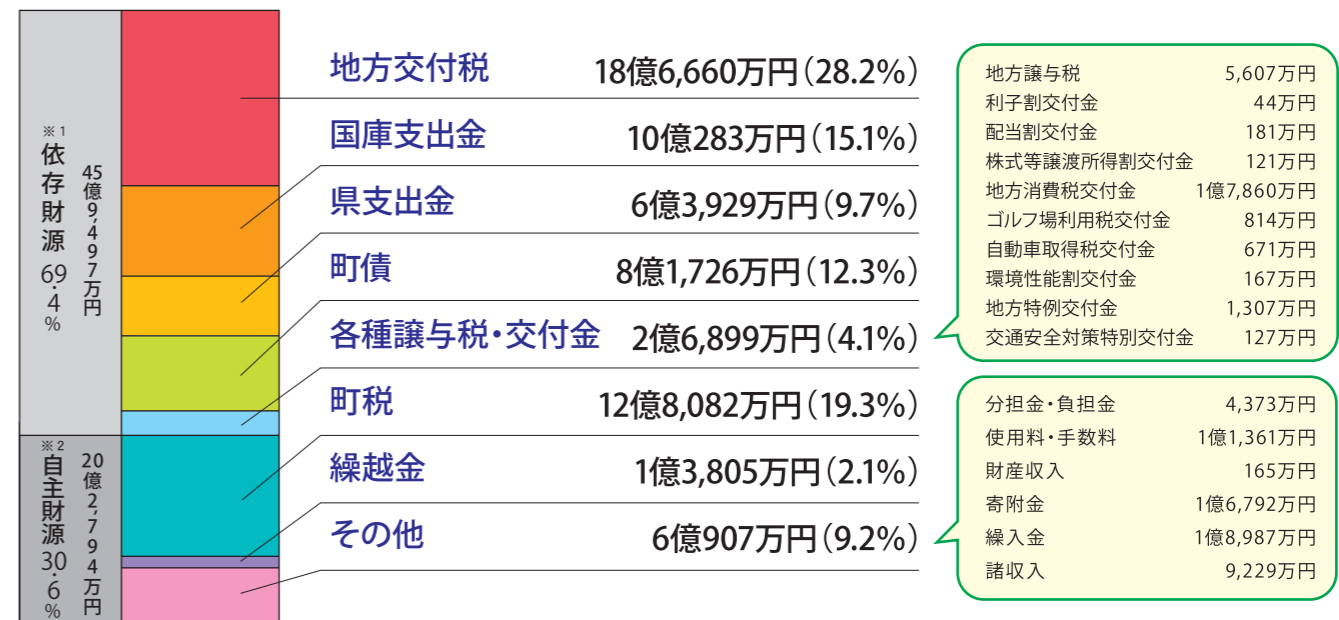 ※1
依存財源 69.4%
45億9,497万円
※2
自主財源 30.6%
20億2,794万円
地方交付税 18億6,660万円(28.2%)
国庫支出金 10億283万円(15.1%)
県支出金 6億3,929万円(9.7%)
町債 8億1,726万円(12.3%)
各種譲与税・交付金 2億6,899万円(4.1%)
町税 12億8,082万円(19.3%)
繰越金 1億3,805万円(2.1%)
その他 6億907万円(9.2%)
地方譲与税 5,607万円
利子割交付金 44万円
配当割交付金 181万円
株式等譲渡所得割交付金 121万円
地方消費税交付金 1億7,860万円
ゴルフ場利用税交付金 814万円
自動車取得税交付金 671万円
環境性能割交付金 167万円
地方特例交付金 1,307万円
交通安全対策特別交付金 127万円
分担金・負担金 4,373万円
使用料・手数料 1億1,361万円
財産収入 165万円
寄附金 1億6,792万円
繰入金 1億8,987万円
諸収入 9,229万円